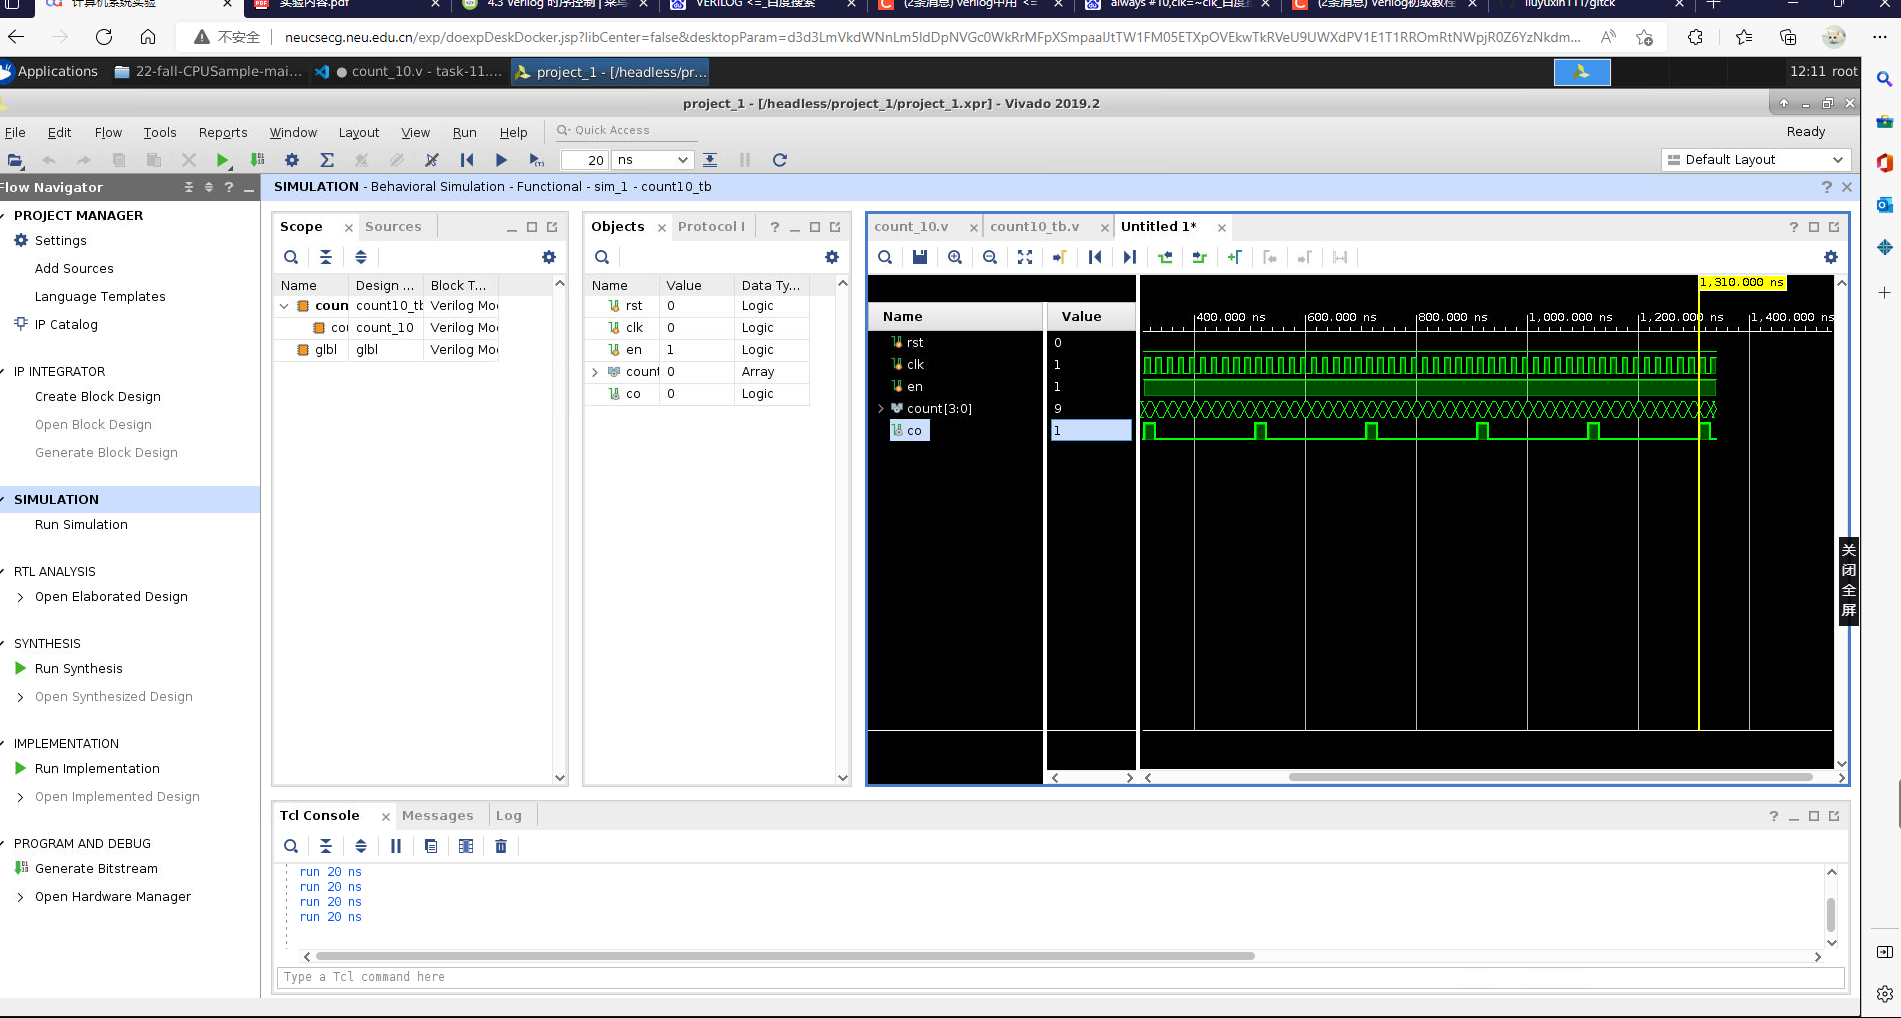 计算机系统实验
实验内容.pdf
4.3 Verilog 时序控制 | 菜鸟
VERILOG <=_百度搜索
(2条消息) Verilog中用 <=
always #10,clk=~clk_百度
(2条消息) Verilog初级教程
liuyuxin111/gitck
不安全
neucsecg.neu.edu.cn/exp/doexpDeskDocker.jsp?libCenter=false&desktopParam=d3d3LmVkdWNnLm5ldDpNVGc0WkRrMFpXSmpaalJtTW1FM05ETXpOVEkwTkRVeU9UWXdPV1E1T1RROmRtNWpjR0Z6YzNkdm...
Applications
22-fall-CPUSample-mai...
● count_10.v - task-11....
project_1 - [/headless/pr...
12:11 root
project_1 - [/headless/project_1/project_1.xpr] - Vivado 2019.2
File Edit Flow Tools Reports Window Layout View Run Help
Quick Access
Ready
20 ns
Default Layout
Flow Navigator
SIMULATION - Behavioral Simulation - Functional - sim_1 - count10_tb
PROJECT MANAGER
Settings
Add Sources
Language Templates
IP Catalog
IP INTEGRATOR
Create Block Design
Open Block Design
Generate Block Design
SIMULATION
Run Simulation
RTL ANALYSIS
Open Elaborated Design
SYNTHESIS
Run Synthesis
Open Synthesized Design
IMPLEMENTATION
Run Implementation
Open Implemented Design
PROGRAM AND DEBUG
Generate Bitstream
Open Hardware Manager
Scope Sources
Name Design ... Block T...
coun count10_tb Verilog Mod
cou count_10 Verilog Mod
glbl glbl Verilog Mod
Objects Protocol I
Name Value Data Ty...
rst 0 Logic
clk 0 Logic
en 1 Logic
count 0 Array
co 0 Logic
count_10.v count10_tb.v Untitled 1*
1,310.000 ns
400.000 ns 600.000 ns 800.000 ns 1,000.000 ns 1,200.000 ns 1,400.000 ns
Name Value
rst 0
clk 1
en 1
count[3:0] 9
co 1
关
闭
全
屏
Tcl Console Messages Log
run 20 ns
run 20 ns
run 20 ns
run 20 ns
Type a Tcl command here